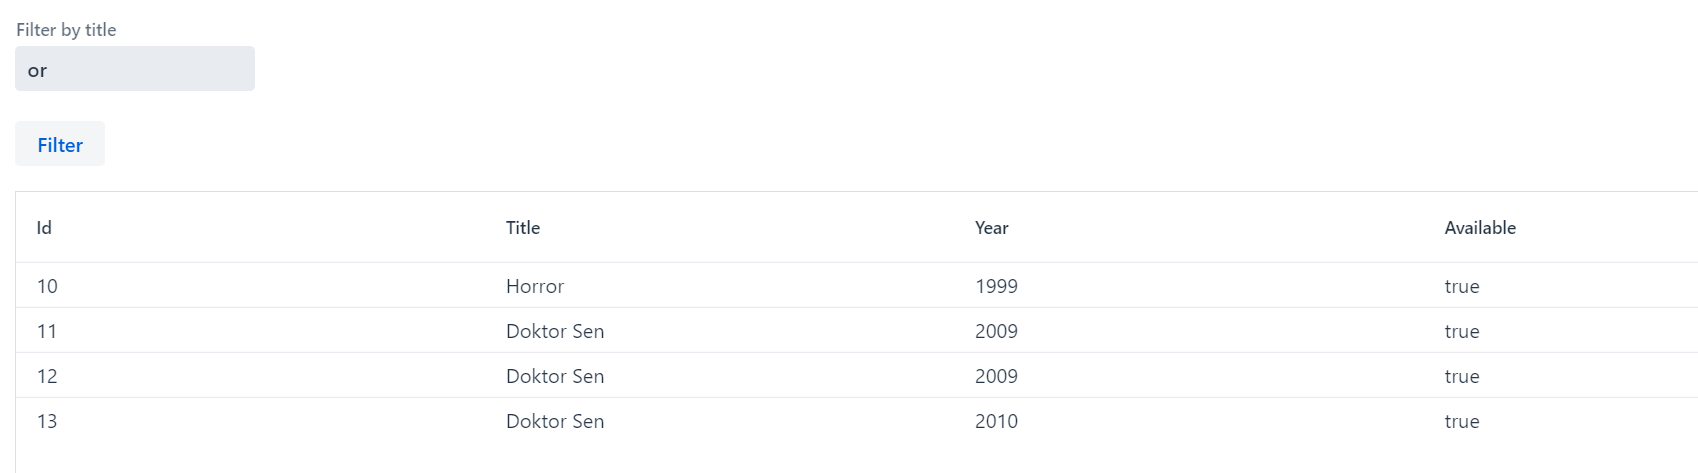 Filter by title
or
Filter
Id Title Year Available
10 Horror 1999 true
11 Doktor Sen 2009 true
12 Doktor Sen 2009 true
13 Doktor Sen 2010 true